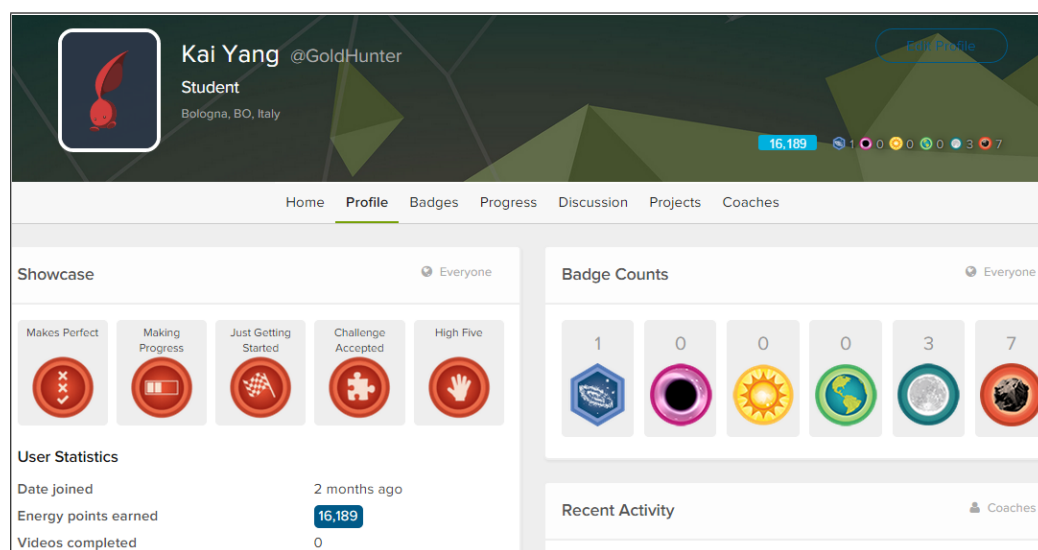 Kai Yang @GoldHunter
Edit Profile
Student
Bologna, BO, Italy
16,189 1 0 0 0 3 7
Home Profile Badges Progress Discussion Projects Coaches
Showcase Everyone
Makes Perfect
Making
Progress
Just Getting
Started
Challenge
Accepted
High Five
User Statistics
Date joined 2 months ago
Energy points earned 16,189
Videos completed 0
Badge Counts Everyone
1 0 0 0 3 7
Recent Activity Coaches